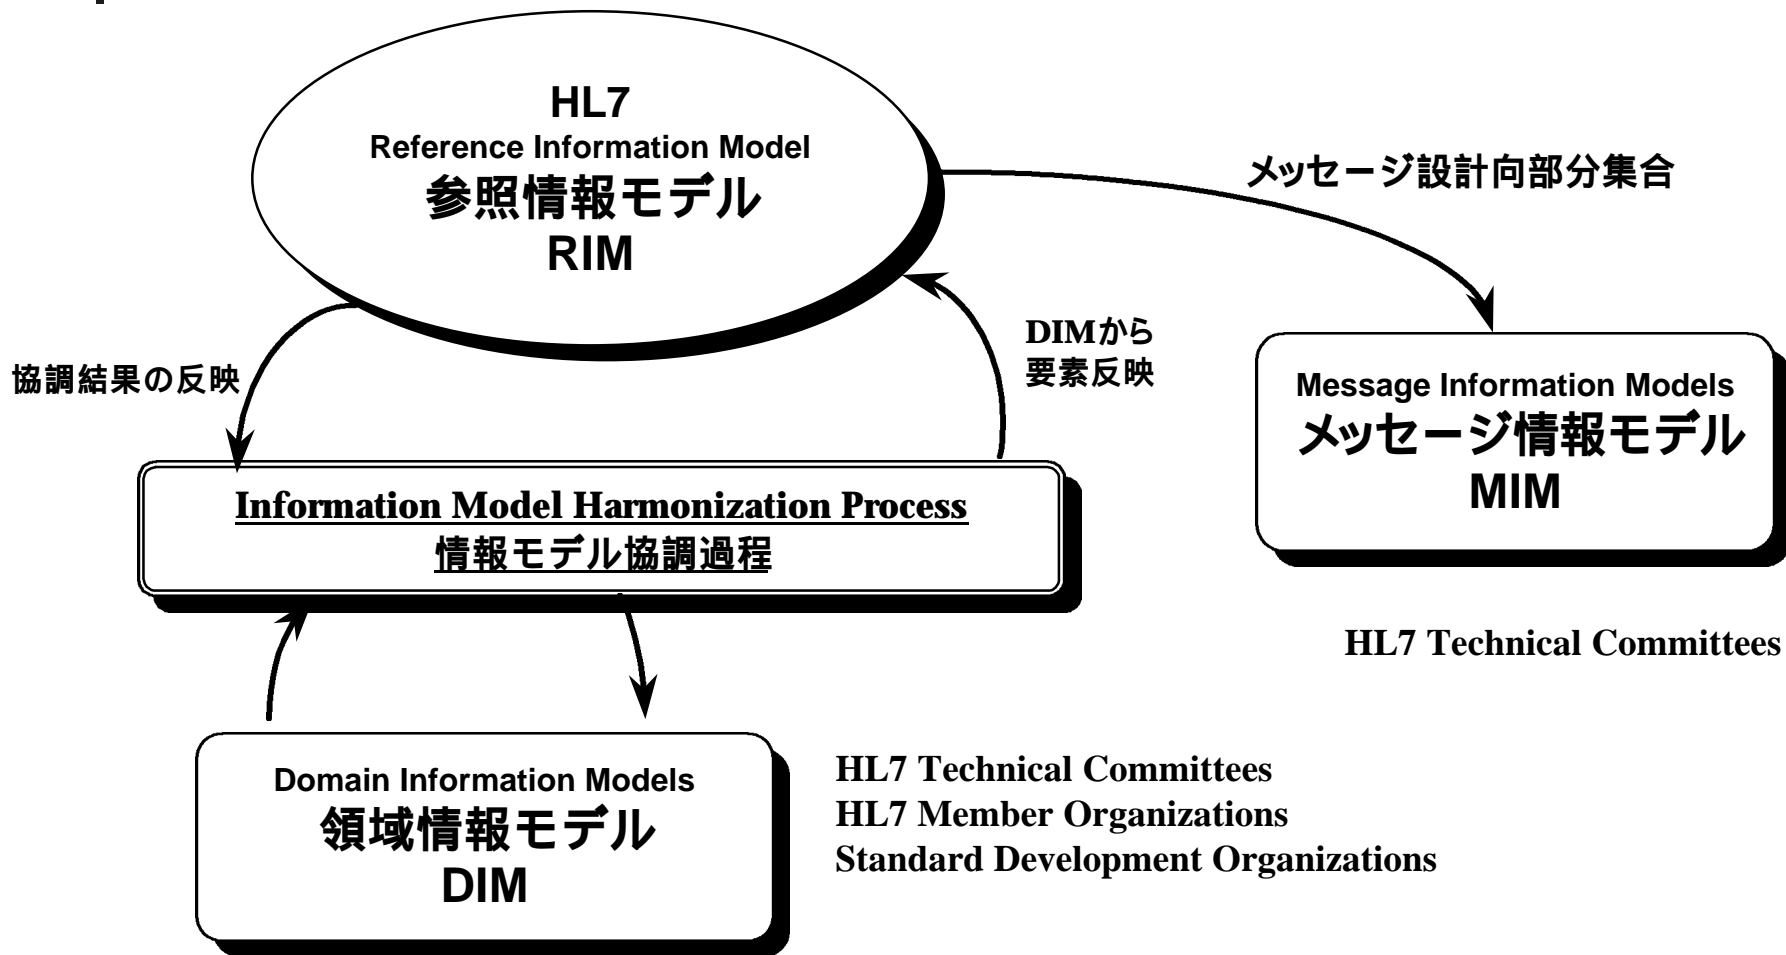 HL7
Reference Information Model
参照情報モデル
RIM
メッセージ設計向部分集合
協調結果の反映
DIMから
要素反映
Message Information Models
メッセージ情報モデル
MIM
Information Model Harmonization Process
情報モデル協調過程
HL7 Technical Committees
Domain Information Models
領域情報モデル
DIM
HL7 Technical Committees
HL7 Member Organizations
Standard Development Organizations